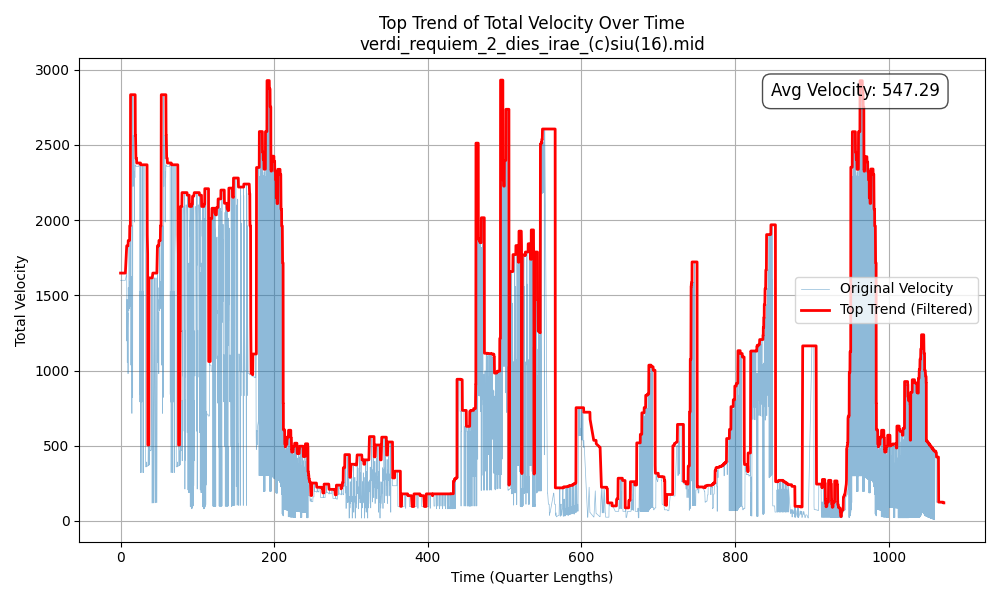 Top Trend of Total Velocity Over Time
verdi_requiem_2_dies_irae_(c)siu(16).mid
Avg Velocity: 547.29
Total Velocity
3000
2500
2000
1500
1000
500
0
Original Velocity
Top Trend (Filtered)
0 200 400 600 800 1000
Time (Quarter Lengths)